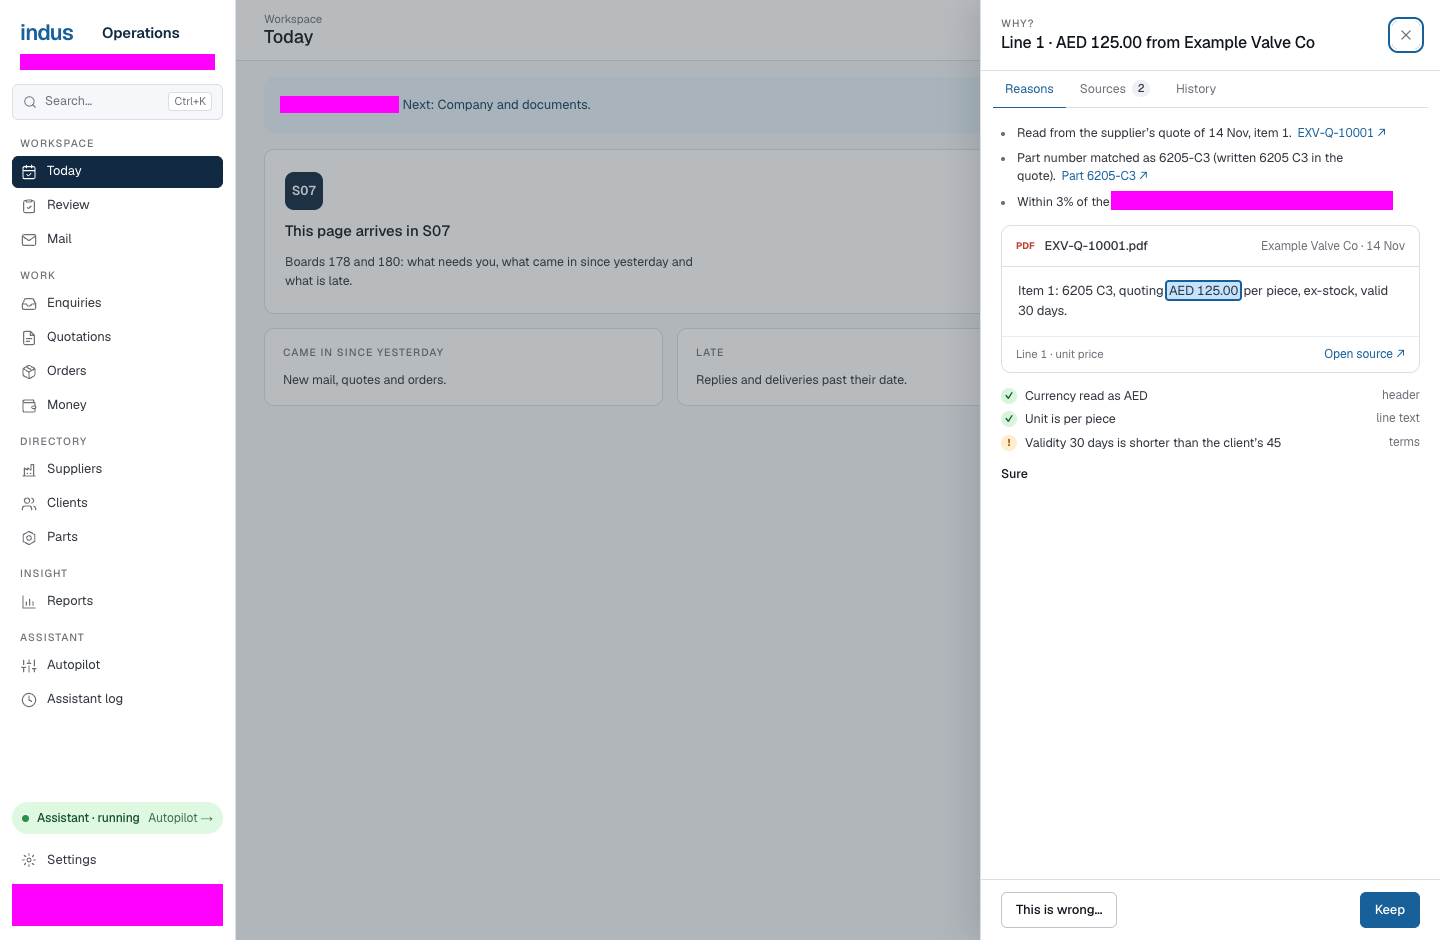 indus
Operations
Search...
Ctrl+K
WORKSPACE
Today
Review
Mail
WORK
Enquiries
Quotations
Orders
Money
DIRECTORY
Suppliers
Clients
Parts
INSIGHT
Reports
ASSISTANT
Autopilot
Assistant log
Assistant · running
Autopilot →
Settings
Workspace
Today
Next: Company and documents.
S07
This page arrives in S07
Boards 178 and 180: what needs you, what came in since yesterday and
what is late.
CAME IN SINCE YESTERDAY
New mail, quotes and orders.
LATE
Replies and deliveries past their date.
WHY?
Line 1 · AED 125.00 from Example Valve Co
Reasons
Sources 2
History
Read from the supplier's quote of 14 Nov, item 1. EXV-Q-10001 ↗
Part number matched as 6205-C3 (written 6205 C3 in the
quote). Part 6205-C3 ↗
Within 3% of the
PDF EXV-Q-10001.pdf
Example Valve Co · 14 Nov
Item 1: 6205 C3, quoting AED 125.00 per piece, ex-stock, valid
30 days.
Line 1 · unit price
Open source ↗
Currency read as AED
header
Unit is per piece
line text
! Validity 30 days is shorter than the client's 45
terms
Sure
This is wrong...
Keep